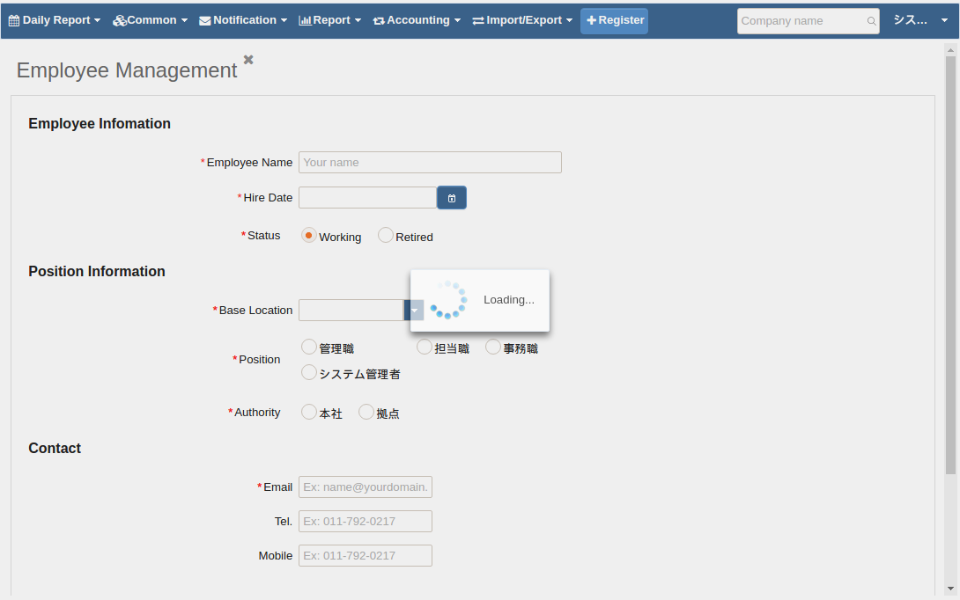 Daily Report Common Notification Report Accounting Import/Export Register Company name シス...
Employee Management
Employee Infomation
*Employee Name Your name
*Hire Date
*Status Working Retired
Position Information
*Base Location Loading...
*Position 管理職 担当職 事務職
システム管理者
*Authority 本社 拠点
Contact
*Email Ex: name@yourdomain.
Tel. Ex: 011-792-0217
Mobile Ex: 011-792-0217